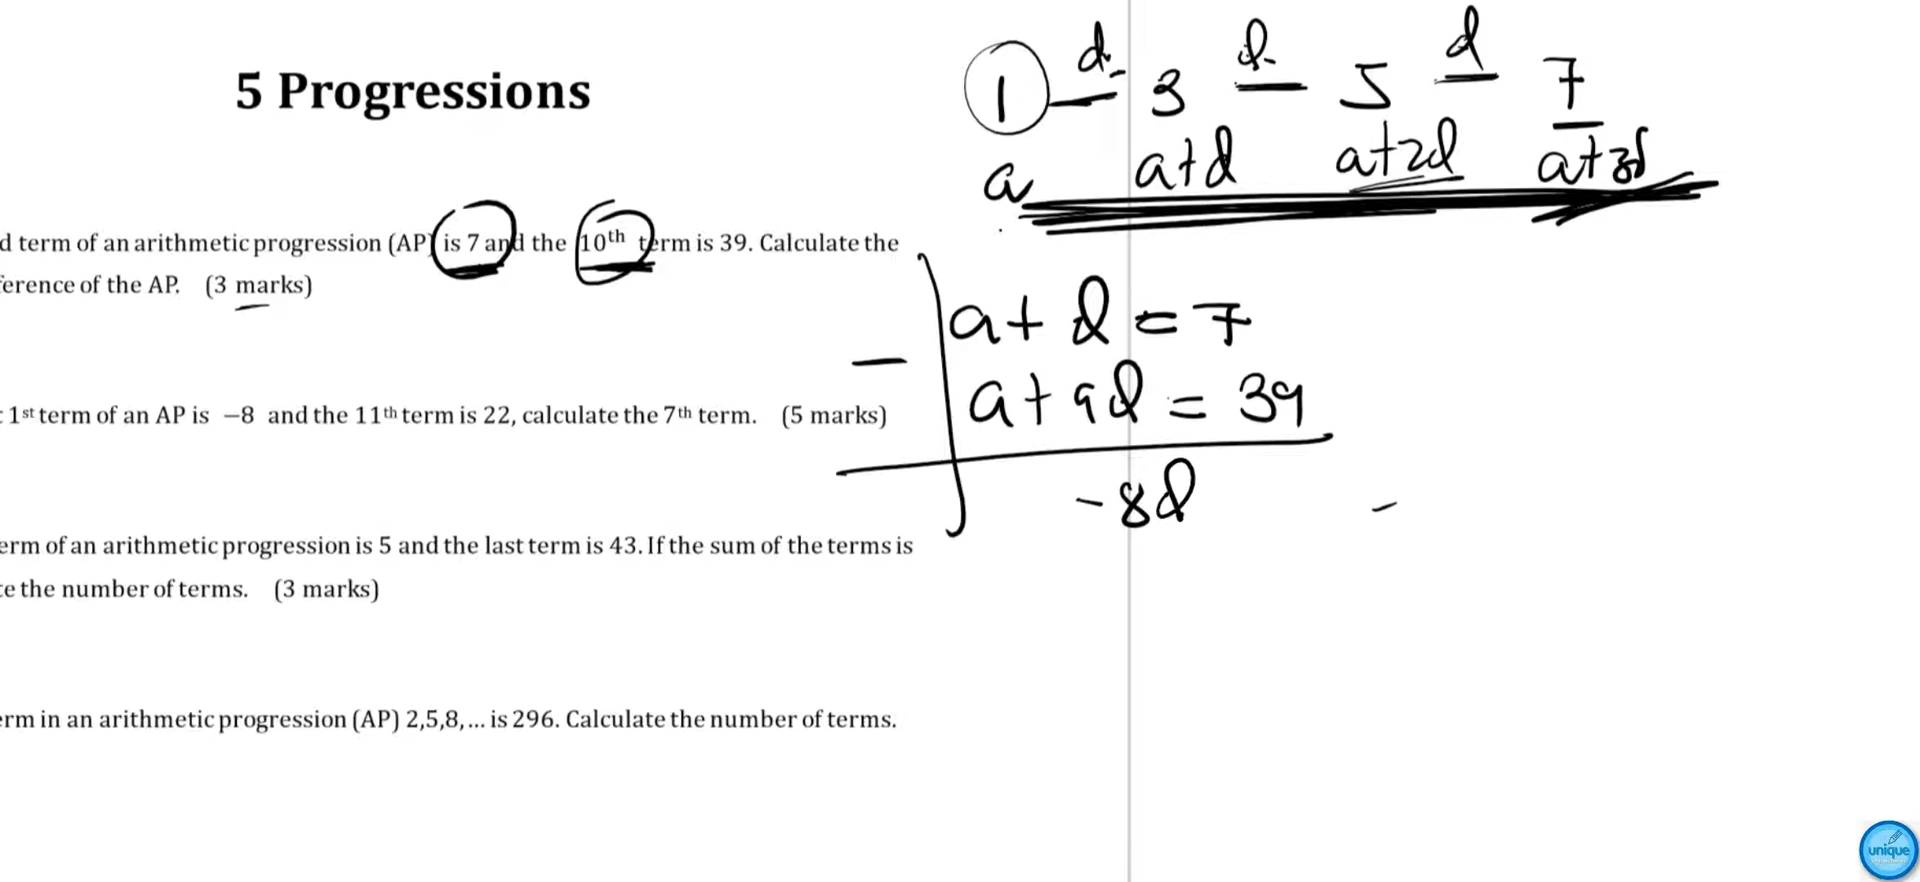 5 Progressions
1 d 3 d 5 d 7
a a+d a+2d a+3d
d term of an arithmetic progression (AP) is 7 and the 10th term is 39. Calculate the
erence of the AP. (3 marks)
a + d = 7
−
a + 9d = 39
-8d -
1st term of an AP is −8 and the 11th term is 22, calculate the 7th term. (5 marks)
erm of an arithmetic progression is 5 and the last term is 43. If the sum of the terms is
e the number of terms. (3 marks)
rm in an arithmetic progression (AP) 2,5,8,... is 296. Calculate the number of terms.
unique